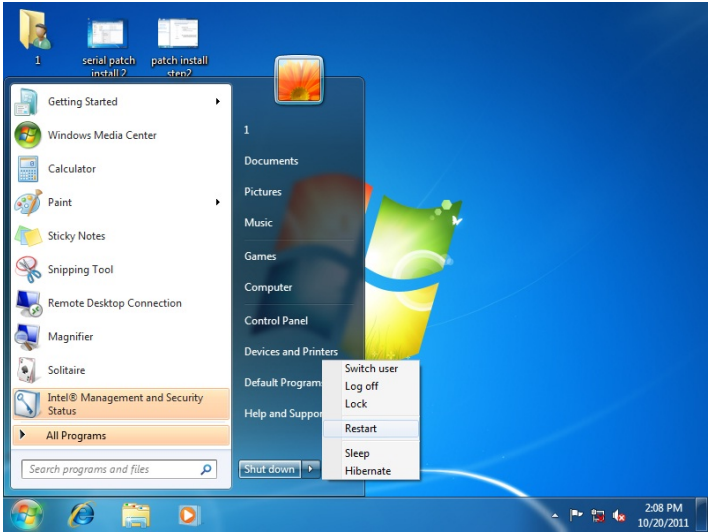 1
serial patch
install 2
patch install
step2
Getting Started
Windows Media Center
Calculator
Paint
Sticky Notes
Snipping Tool
Remote Desktop Connection
Magnifier
Solitaire
Intel® Management and Security
Status
All Programs
Search programs and files
1
Documents
Pictures
Music
Games
Computer
Control Panel
Devices and Printers
Default Program
Help and Suppor
Shut down
Switch user
Log off
Lock
Restart
Sleep
Hibernate
2:08 PM
10/20/2011